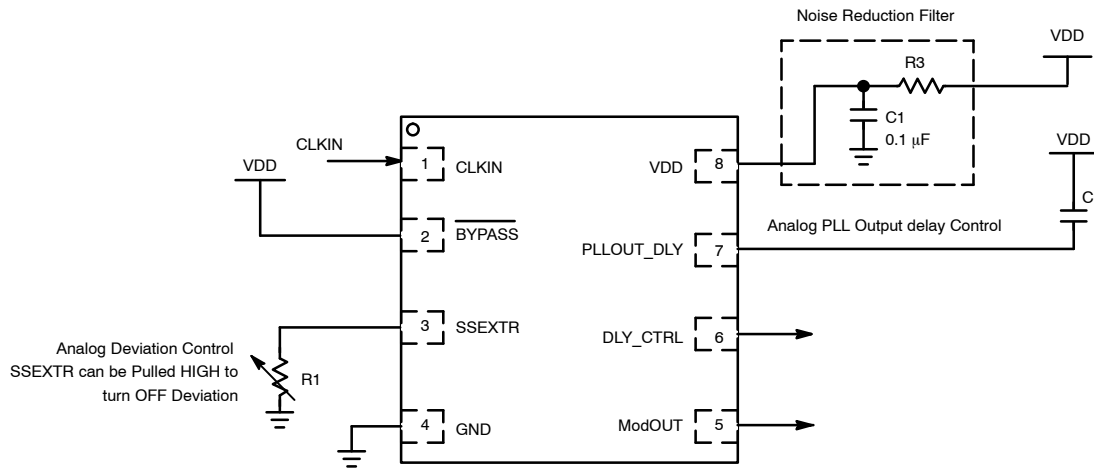 Noise Reduction Filter
VDD
R3
C1
0.1 μF
CLKIN
1
CLKIN
VDD
8
VDD
VDD
C
2
BYPASS
Analog PLL Output delay Control
PLLOUT_DLY
7
3
SSEXTR
DLY_CTRL
6
Analog Deviation Control
SSEXTR can be Pulled HIGH to
turn OFF Deviation
R1
4
GND
ModOUT
5